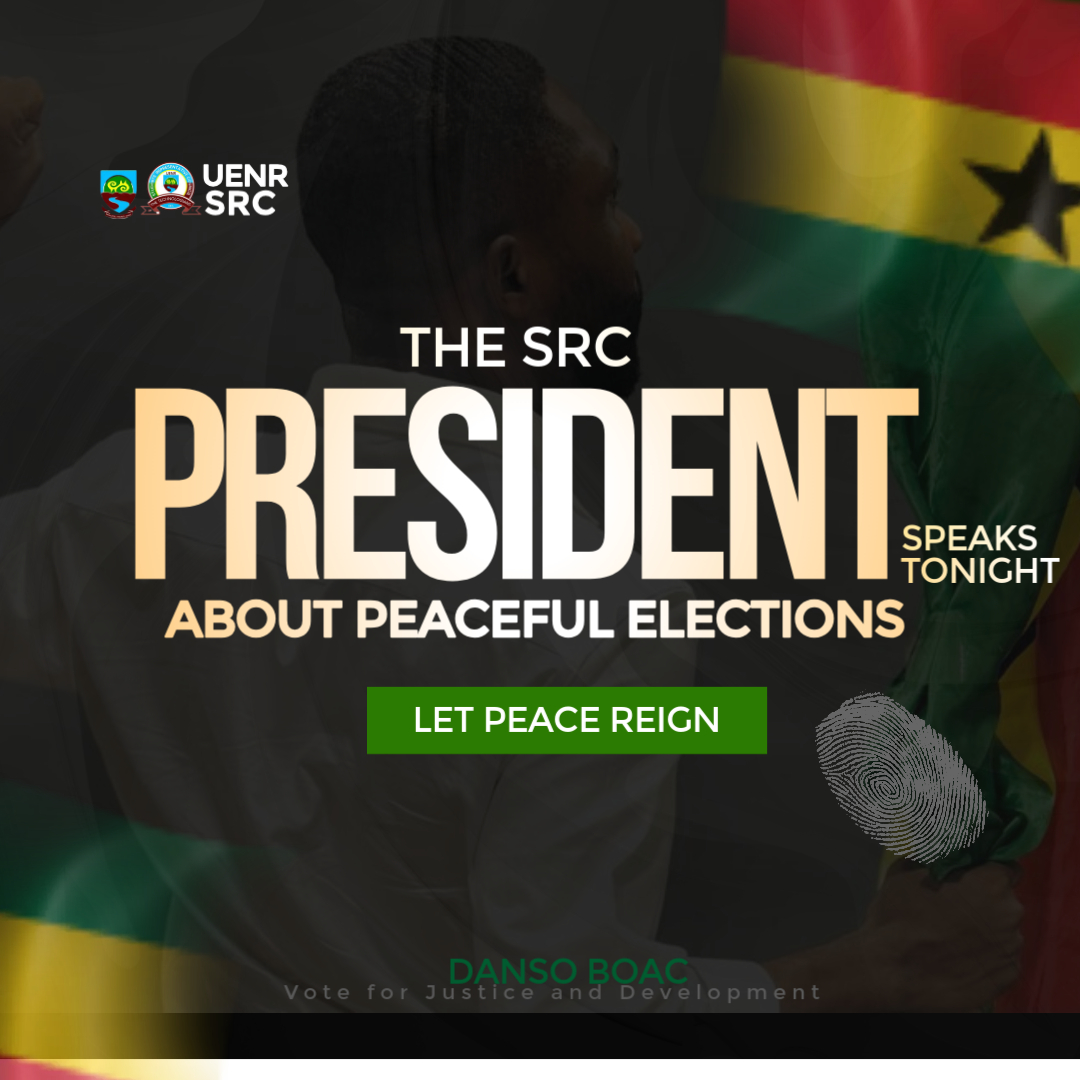 UENR
SRC
THE SRC
PRESIDENT
SPEAKS
TONIGHT
ABOUT PEACEFUL ELECTIONS
LET PEACE REIGN
DANSO BOAC
Vote for Justice and Development